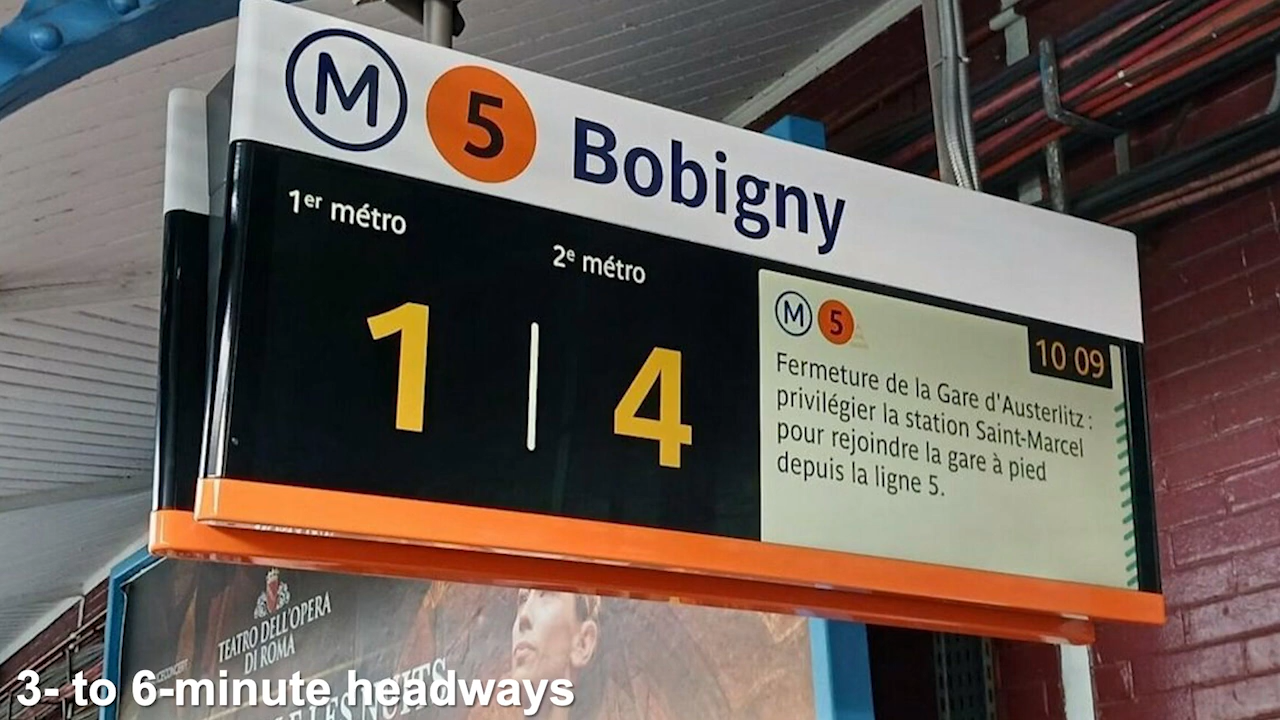 M 5 Bobigny
1er métro
2e métro
1 | 4
M 5
10 09
Fermeture de la Gare d'Austerlitz :
privilégier la station Saint-Marcel
pour rejoindre la gare à pied
depuis la ligne 5.
TEATRO DELL'OPERA
DI ROMA
LES NUITS
3- to 6-minute headways